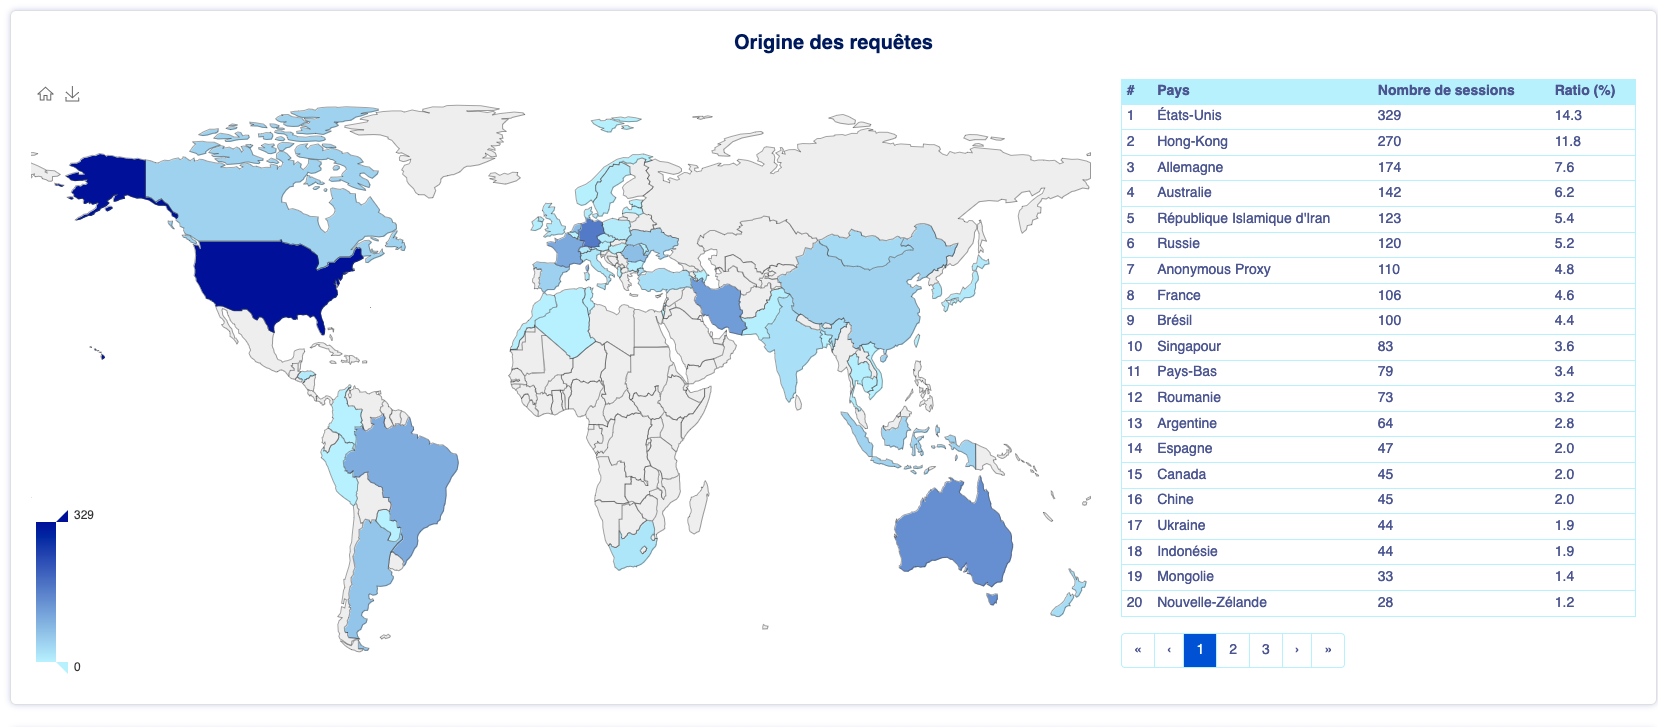 Origine des requêtes
# Pays Nombre de sessions Ratio (%)
1 États-Unis 329 14.3
2 Hong-Kong 270 11.8
3 Allemagne 174 7.6
4 Australie 142 6.2
5 République Islamique d'Iran 123 5.4
6 Russie 120 5.2
7 Anonymous Proxy 110 4.8
8 France 106 4.6
9 Brésil 100 4.4
10 Singapour 83 3.6
11 Pays-Bas 79 3.4
12 Roumanie 73 3.2
13 Argentine 64 2.8
14 Espagne 47 2.0
15 Canada 45 2.0
16 Chine 45 2.0
17 Ukraine 44 1.9
18 Indonésie 44 1.9
19 Mongolie 33 1.4
20 Nouvelle-Zélande 28 1.2
« ‹ 1 2 3 › »
329
0